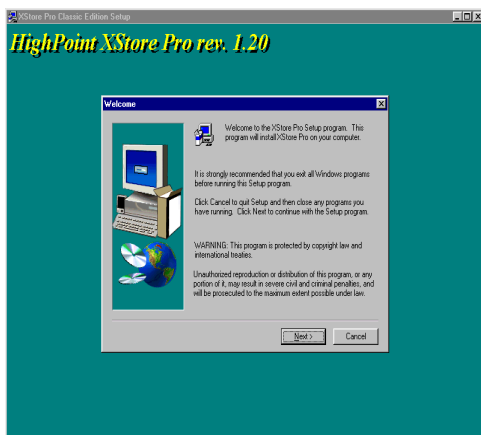 XStore Pro Classic Edition Setup
HighPoint XStore Pro rev. 1.20
Welcome
Welcome to the XStore Pro Setup program. This
program will install XStore Pro on your computer.
It is strongly recommended that you exit all Windows programs
before running this Setup program.
Click Cancel to quit Setup and then close any programs you
have running. Click Next to continue with the Setup program.
WARNING: This program is protected by copyright law and
international treaties.
Unauthorized reproduction or distribution of this program, or any
portion of it, may result in severe civil and criminal penalties, and
will be prosecuted to the maximum extent possible under law.
Next >
Cancel